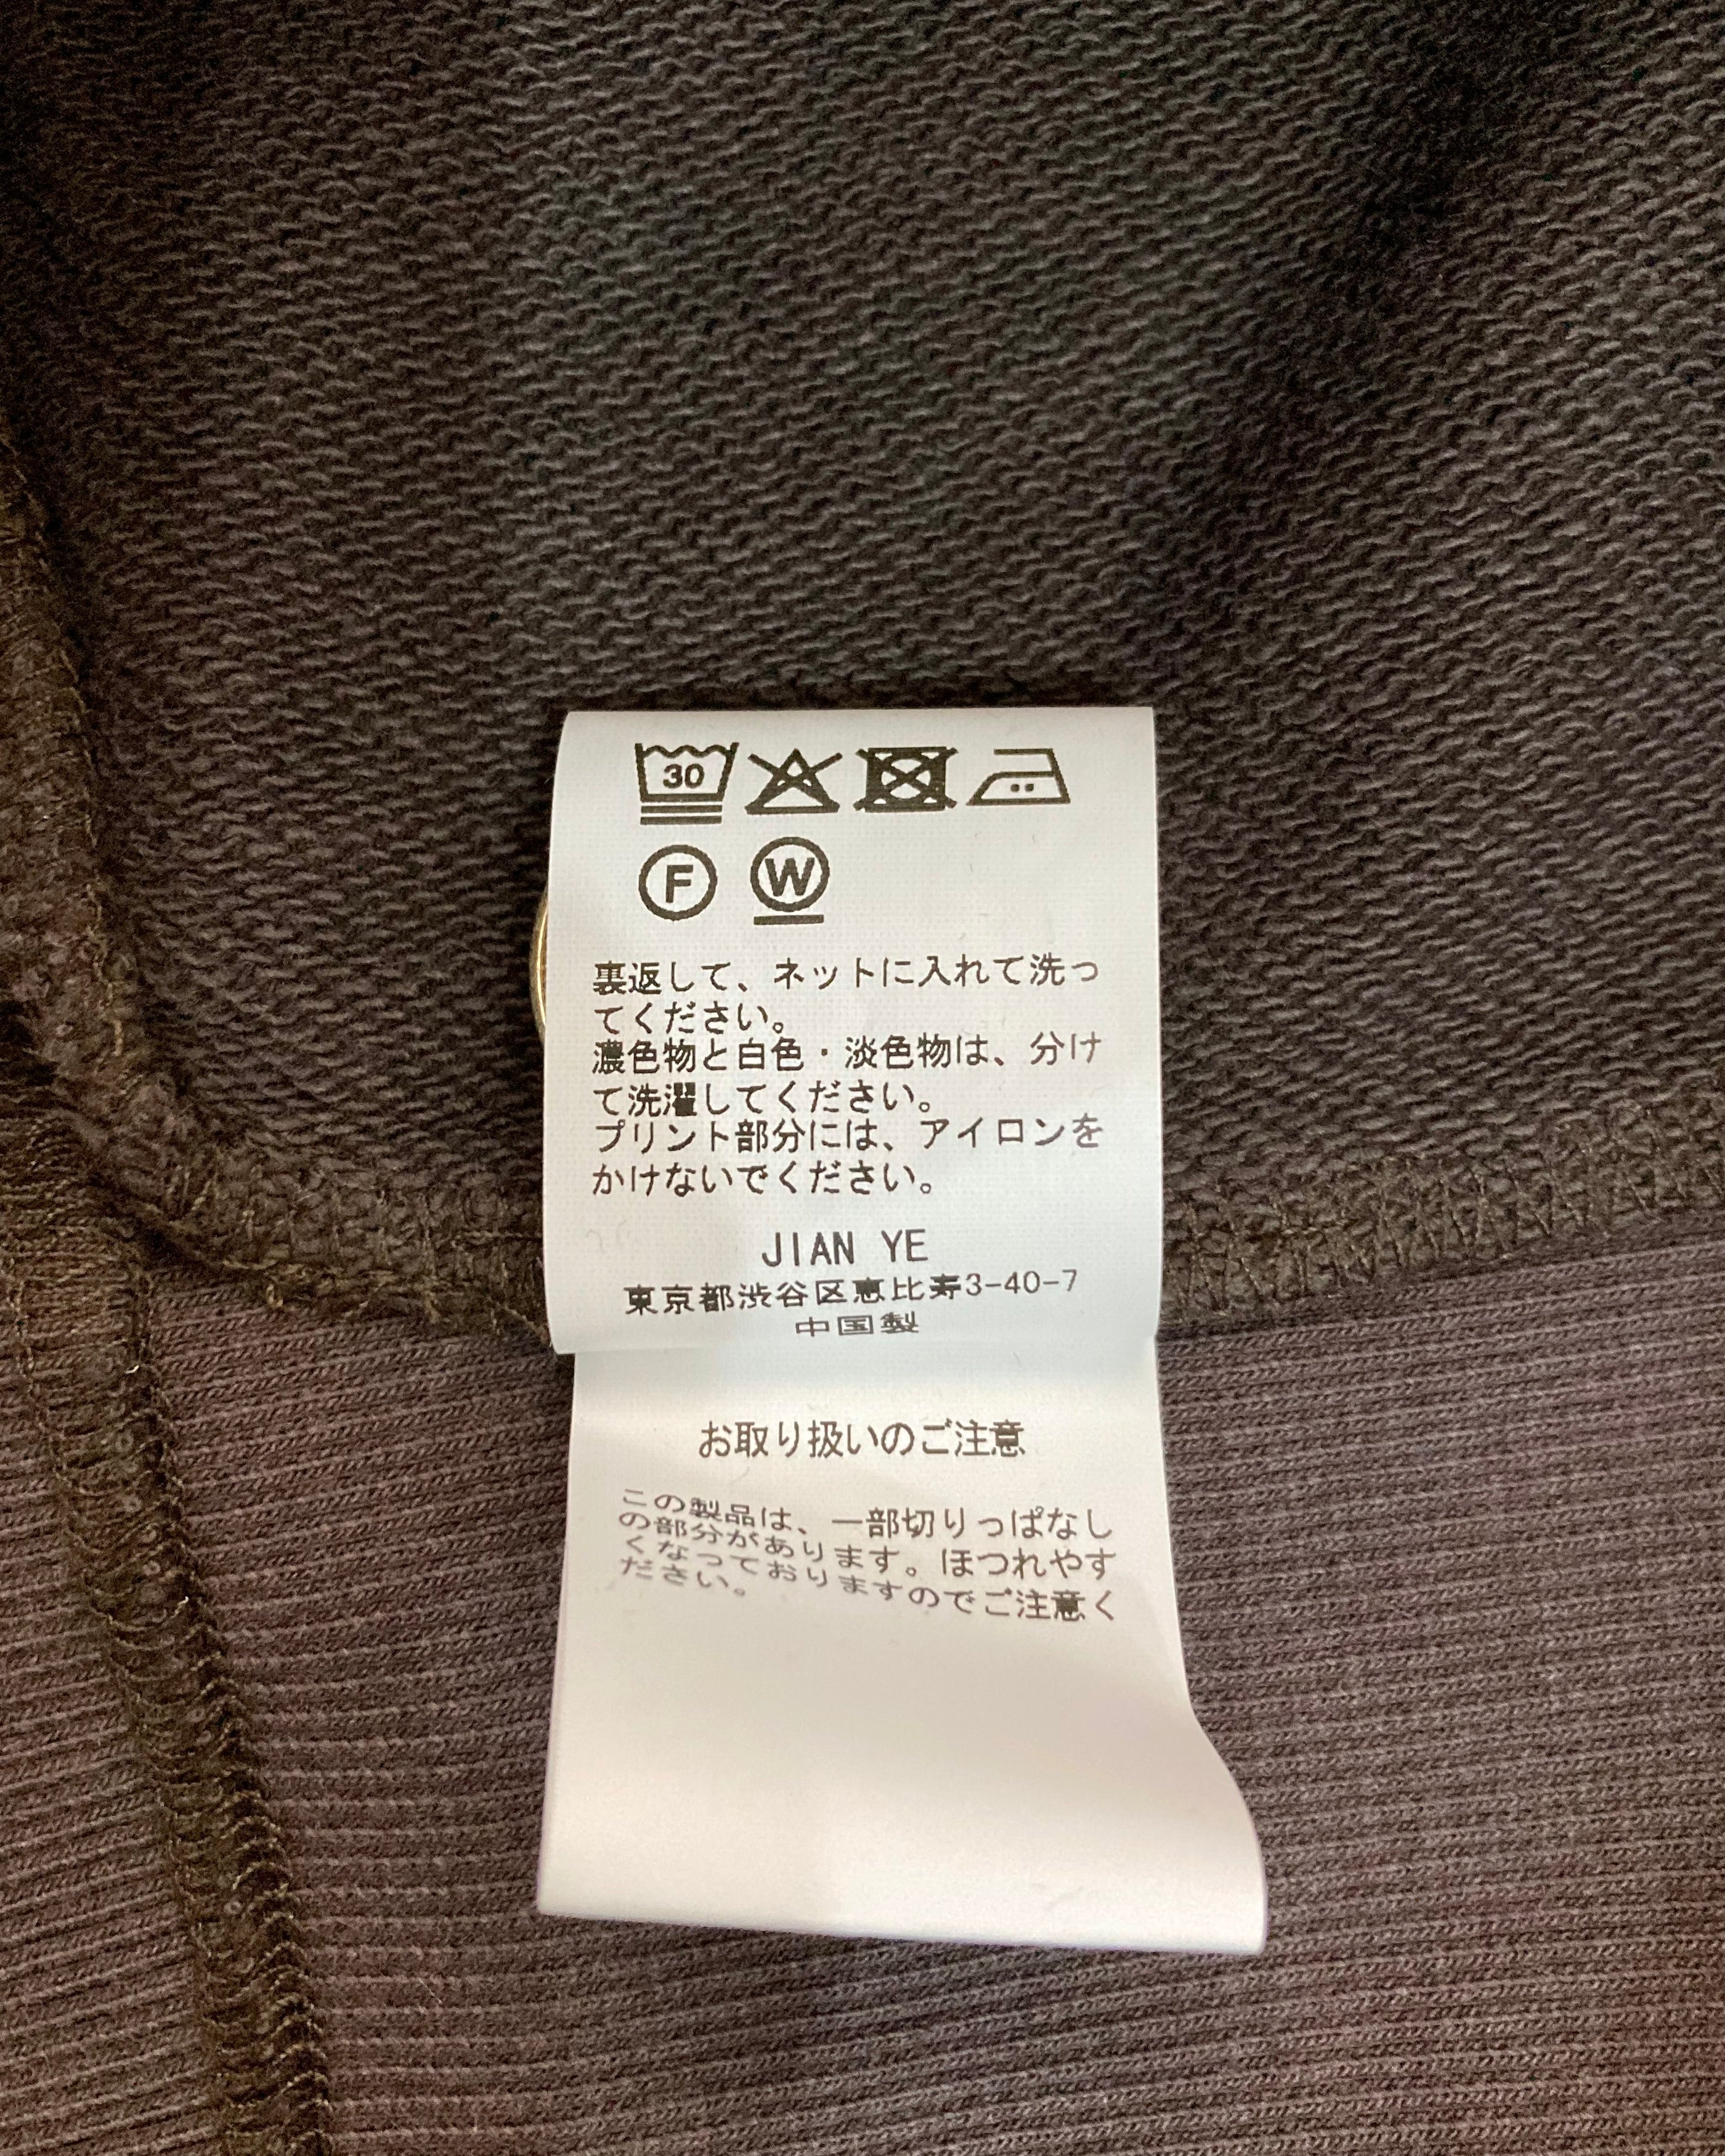 30
F W
裏返して、ネットに入れて洗っ
てください。
濃色物と白色・淡色物は、分け
て洗濯してください。
プリント部分には、アイロンを
かけないでください。
JIAN YE
東京都渋谷区恵比寿3-40-7
中国製
お取り扱いのご注意
この製品は、一部切りっぱなし
の部分があります。ほつれやす
くなっておりますのでご注意く
ださい。